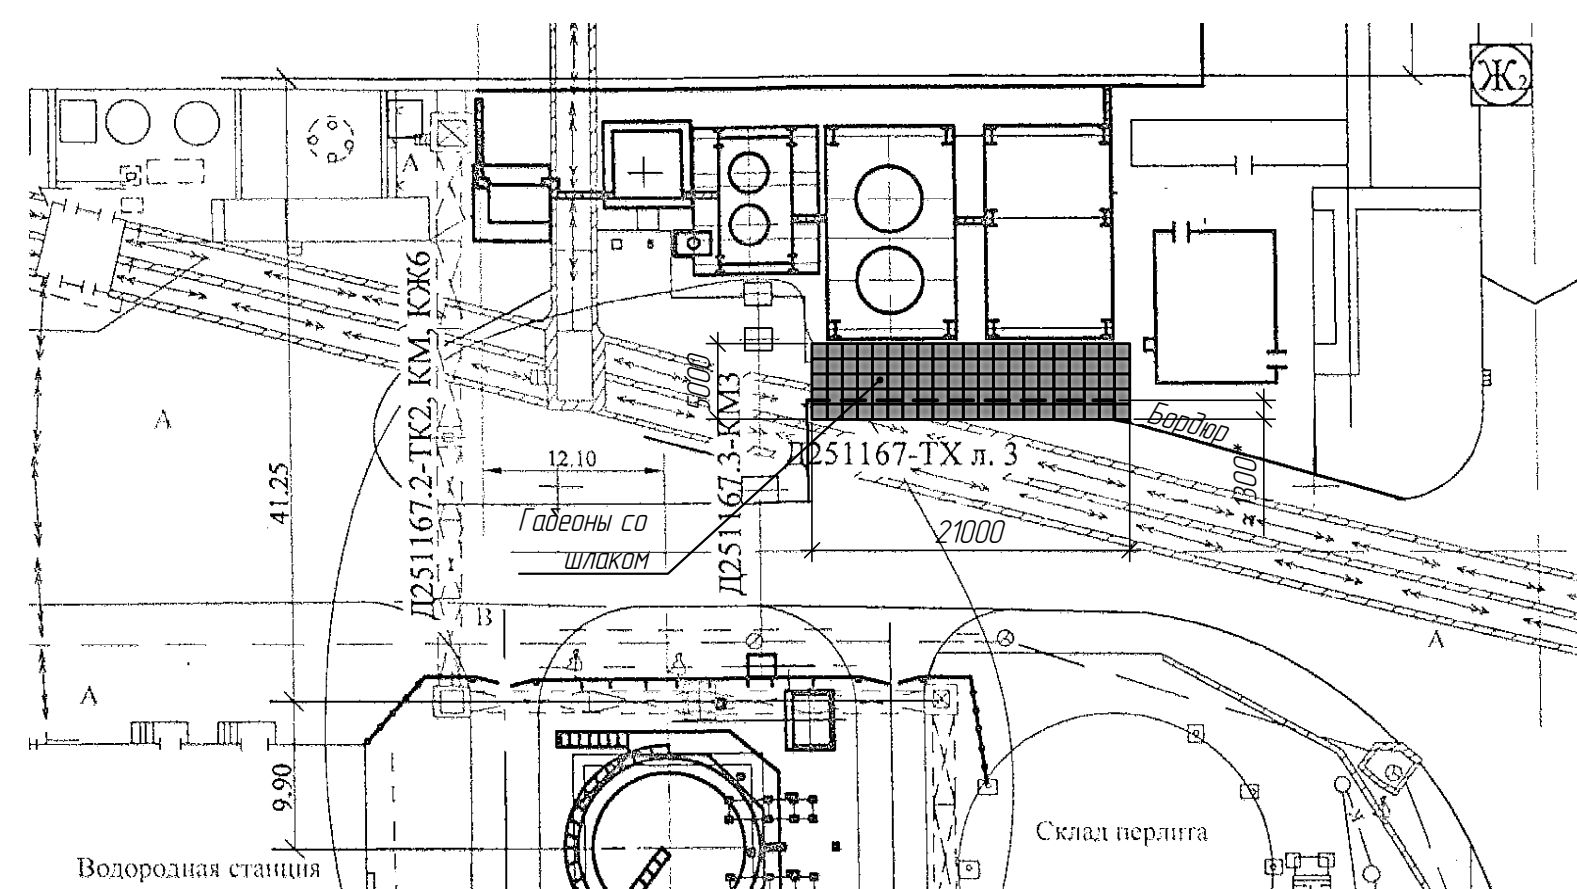 Ж2
А
Д251167.2-ТК2, КМ, КЖ6
5000
Д251167.3-КМ3
А
Бордюр
1300*
41.25
12.10
Д251167-ТХ л. 3
Габеоны со
шлаком
21000
В
А
А
9.90
Склад перлита
Водородная станция